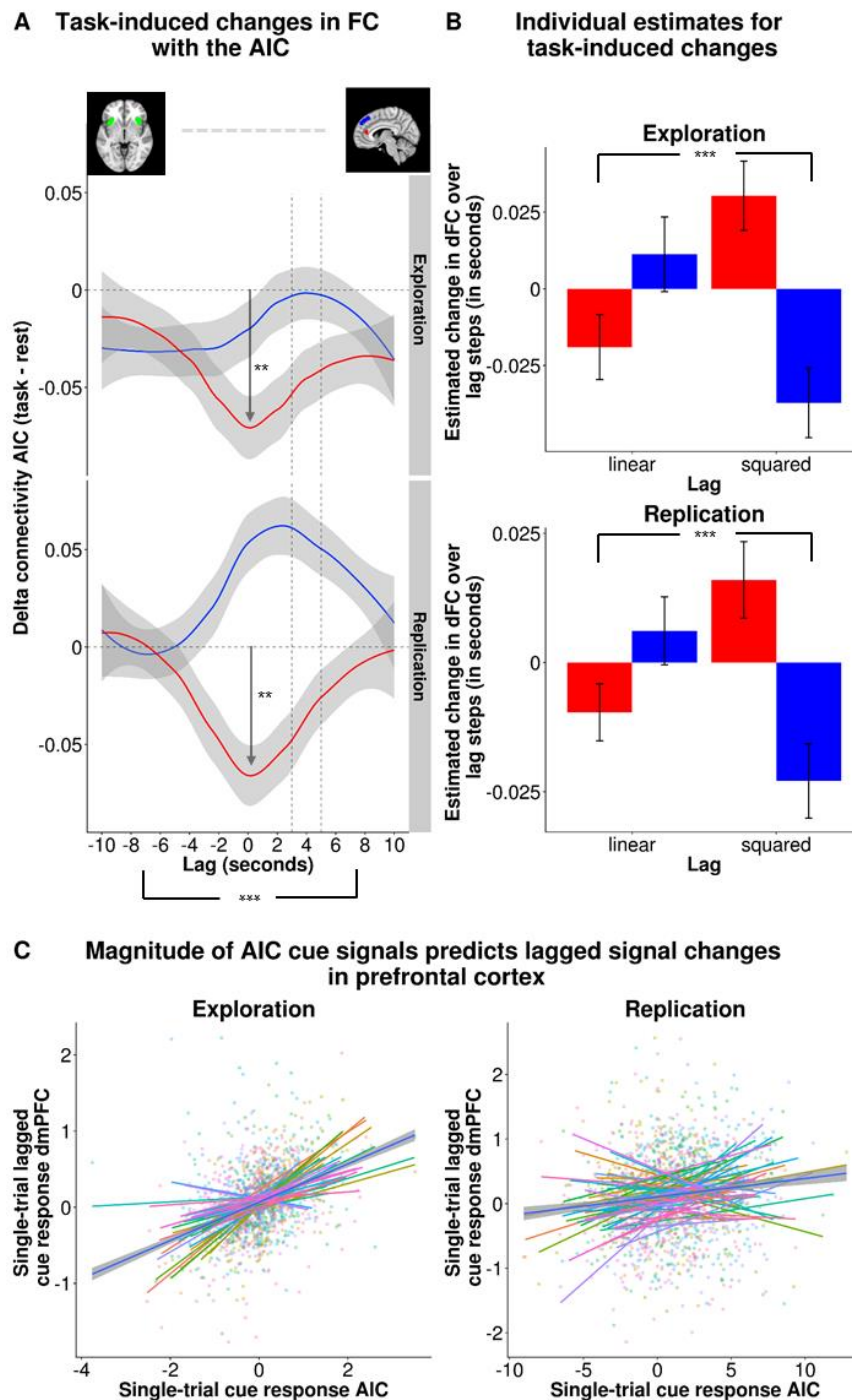 A Task-induced changes in FC
with the AIC
0.05
0
-0.05
**
Exploration
0.05
0
-0.05
**
Replication
Delta connectivity AIC (task - rest)
-10 -8 -6 -4 -2 0 2 4 6 8 10
Lag (seconds)
***
B Individual estimates for
task-induced changes
Exploration
***
0.025
0
-0.025
Estimated change in dFC over
lag steps (in seconds)
linear squared
Lag
Replication
***
0.025
0
-0.025
Estimated change in dFC over
lag steps (in seconds)
linear squared
Lag
C Magnitude of AIC cue signals predicts lagged signal changes
in prefrontal cortex
Exploration
2
1
0
-1
Single-trial lagged
cue response dmPFC
-4 -2 0 2
Single-trial cue response AIC
Replication
2
1
0
-1
-2
Single-trial lagged
cue response dmPFC
-10 -5 0 5 10
Single-trial cue response AIC